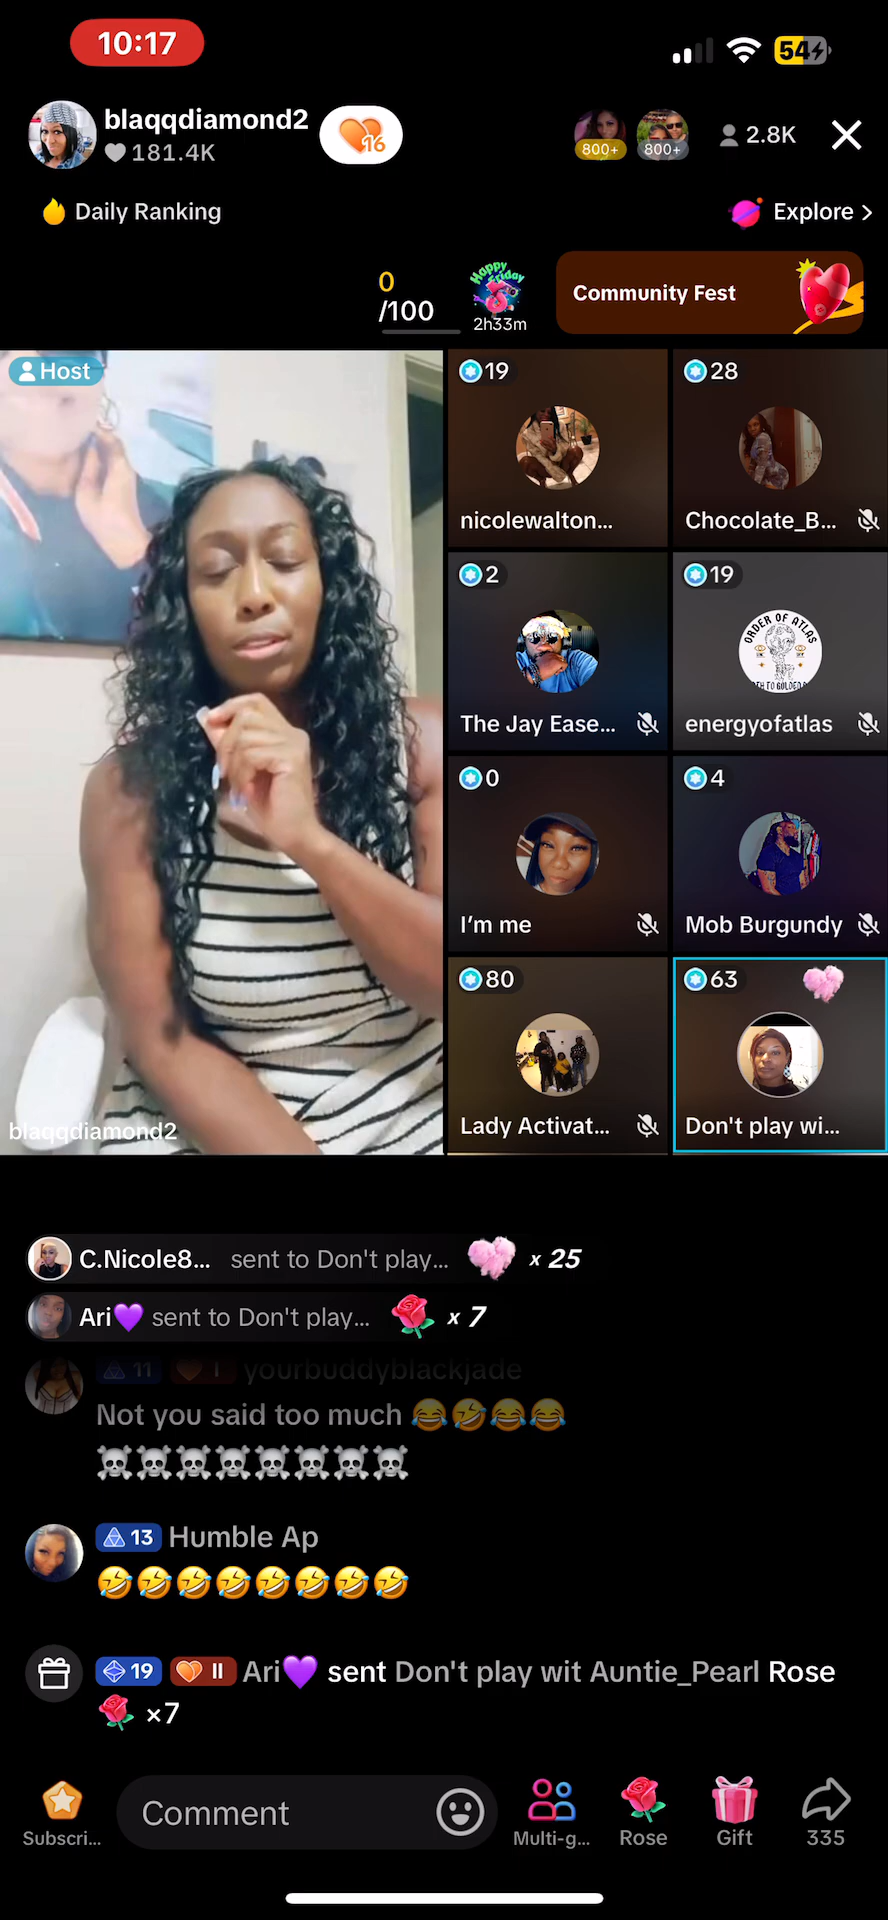 10:17
54
blaqqdiamond2
181.4K
16
800+
800+
2.8K
Daily Ranking
Explore
0
/100
Happy Friday
2h33m
Community Fest
Host
19
nicolewalton...
28
Chocolate_B...
2
The Jay Ease...
ORDER OF ATLAS
19
energyofatlas
0
I'm me
4
Mob Burgundy
80
Lady Activat...
63
Don't play wi...
blaqqdiamond2
C.Nicole8... sent to Don't play... x 25
Ari💜 sent to Don't play... x 7
11 I yourbuddyblackjade
Not you said too much 😂🤣😂😂
☠️☠️☠️☠️☠️☠️☠️☠️
13 Humble Ap
🤣🤣🤣🤣🤣🤣🤣🤣
19 II Ari💜 sent Don't play wit Auntie_Pearl Rose
🌹 ×7
Comment
Subscri...
Multi-g...
Rose
Gift
335